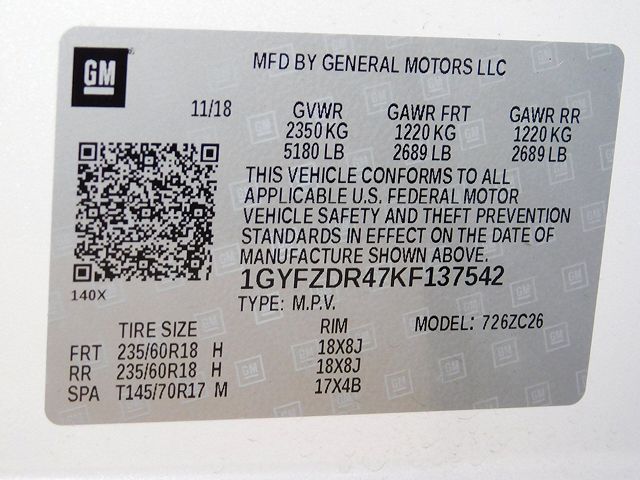 GM
MFD BY GENERAL MOTORS LLC
11/18 GVWR GAWR FRT GAWR RR
2350 KG 1220 KG 1220 KG
5180 LB 2689 LB 2689 LB
THIS VEHICLE CONFORMS TO ALL
APPLICABLE U.S. FEDERAL MOTOR
VEHICLE SAFETY AND THEFT PREVENTION
STANDARDS IN EFFECT ON THE DATE OF
MANUFACTURE SHOWN ABOVE.
140X
1GYFZDR47KF137542
TYPE: M.P.V.
TIRE SIZE RIM MODEL: 726ZC26
FRT 235/60R18 H 18X8J
RR 235/60R18 H 18X8J
SPA T145/70R17 M 17X4B